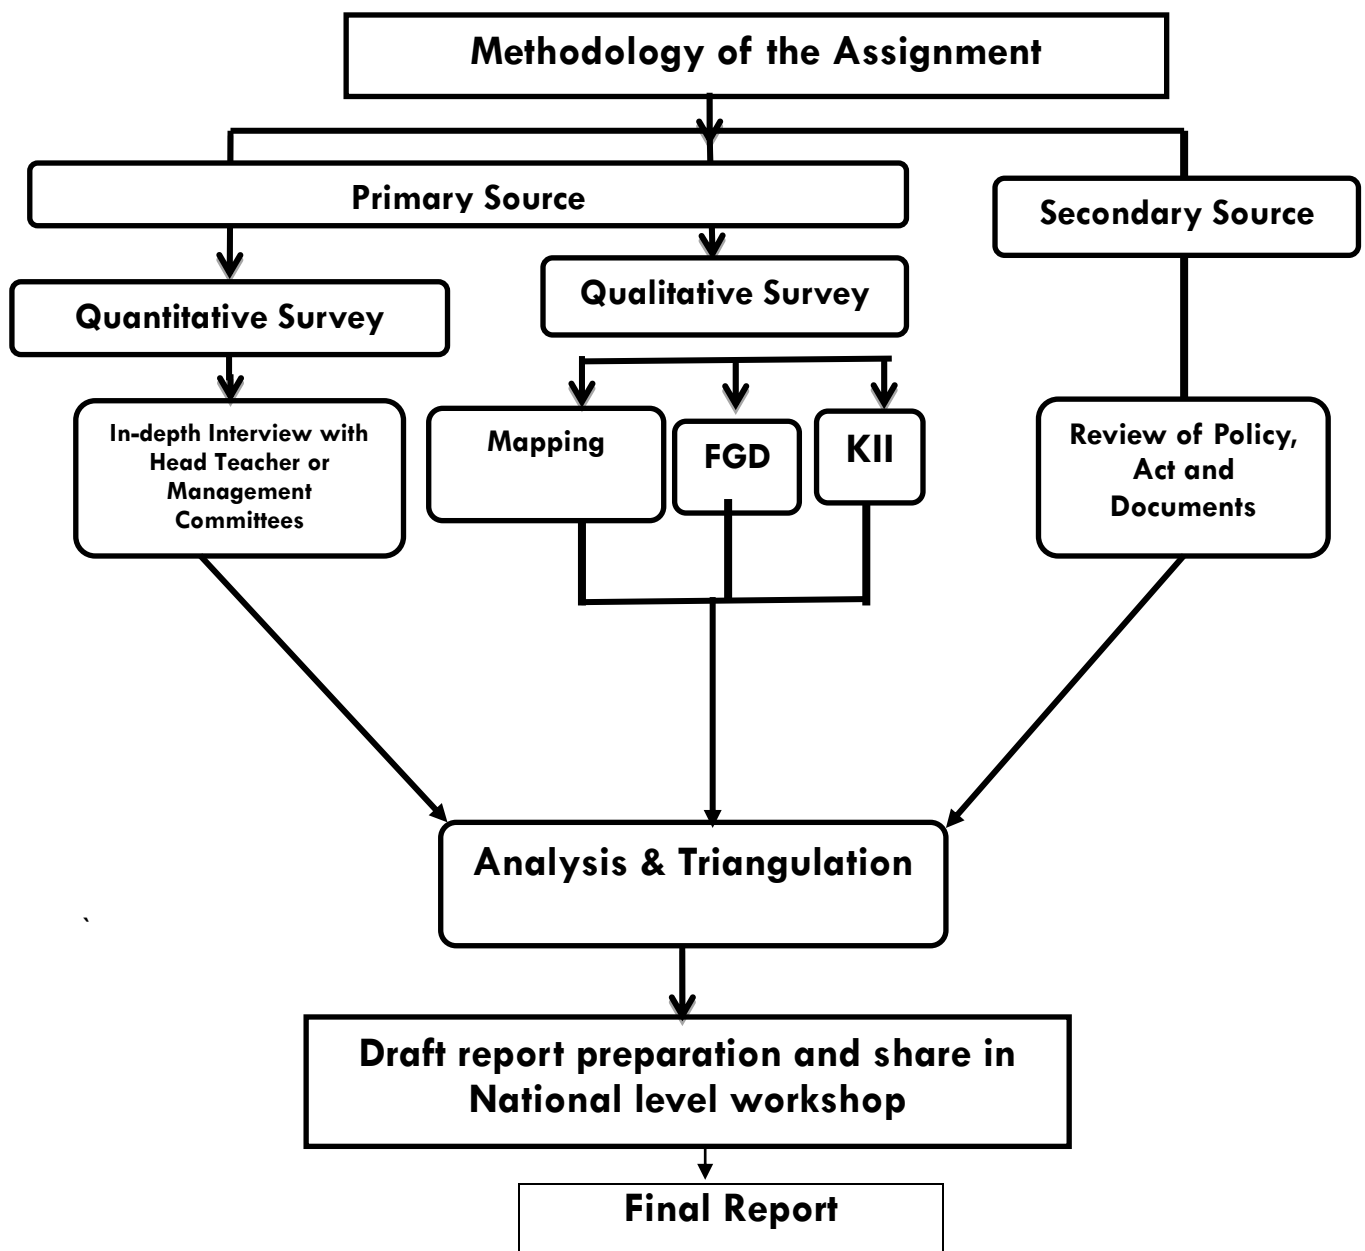 Methodology of the Assignment
Primary Source
Secondary Source
Quantitative Survey
Qualitative Survey
In-depth Interview with
Head Teacher or
Management
Committees
Mapping
FGD
KII
Review of Policy,
Act and
Documents
Analysis & Triangulation
`
Draft report preparation and share in
National level workshop
Final Report